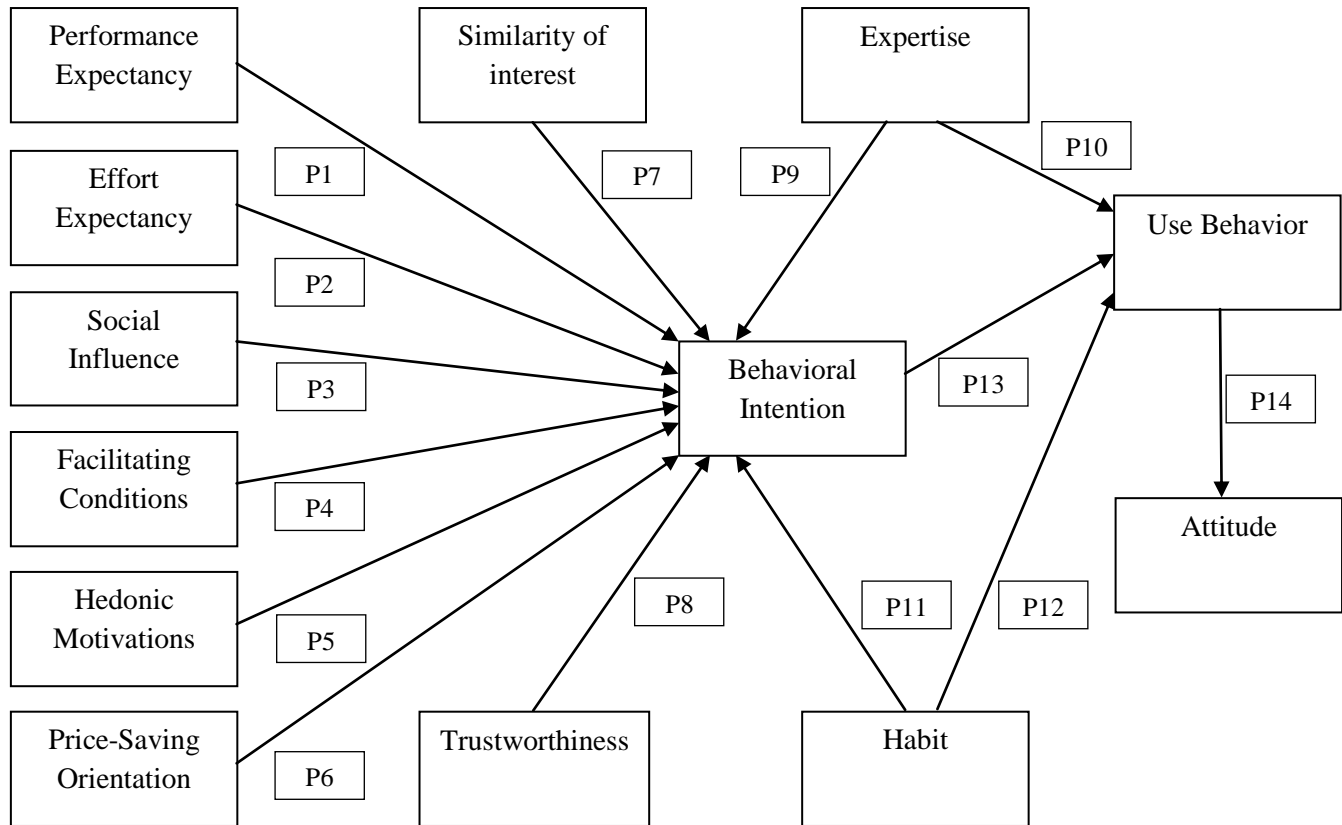 Performance
Expectancy
Similarity of
interest
Expertise
P1
P7
P9
P10
Effort
Expectancy
Use Behavior
P2
Social
Influence
P3
Behavioral
Intention
P13
P14
Facilitating
Conditions
P4
Attitude
Hedonic
Motivations
P5
P8
P11
P12
Price-Saving
Orientation
P6
Trustworthiness
Habit